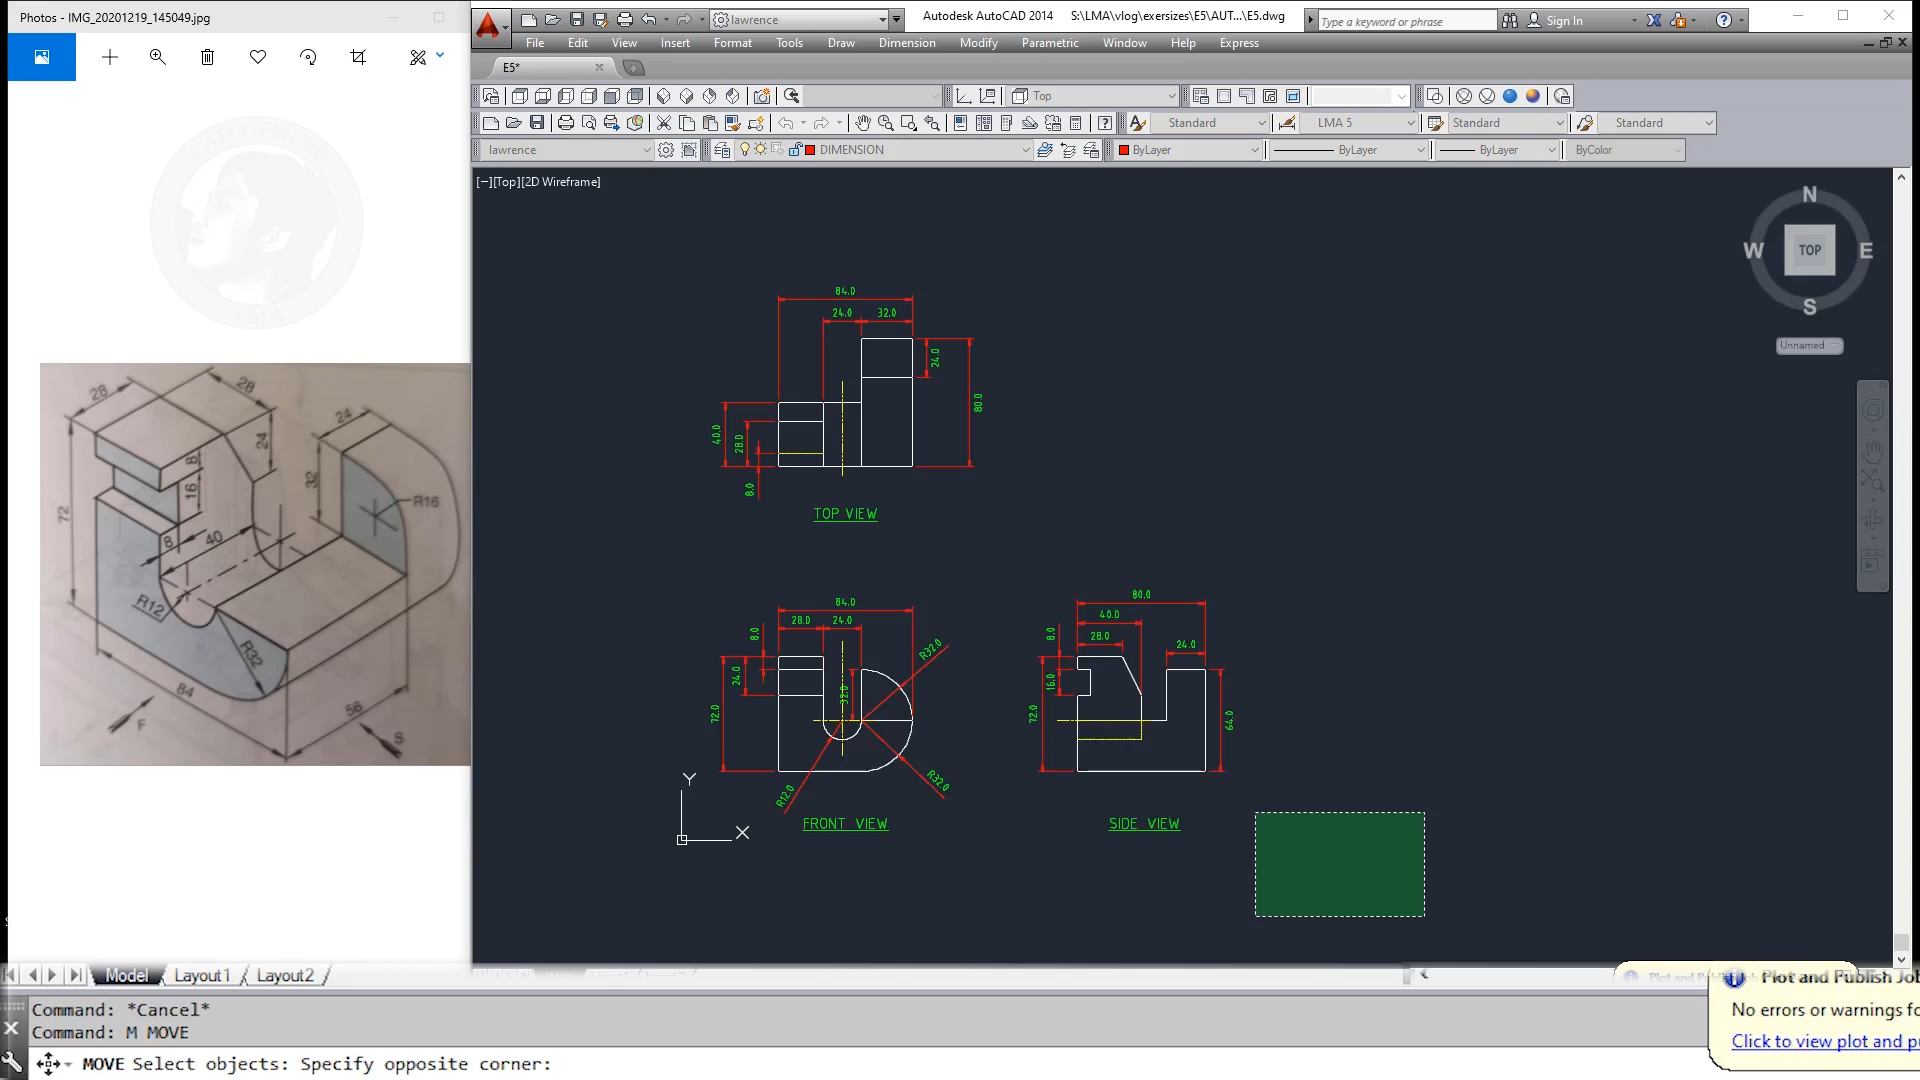 Photos - IMG_20201219_145049.jpg
lawrence
Autodesk AutoCAD 2014
S:\LMA\vlog\exersizes\E5\AUT...\E5.dwg
Type a keyword or phrase
Sign In
File Edit View Insert Format Tools Draw Dimension Modify Parametric Window Help Express
E5*
Top
Standard LMA 5 Standard Standard
lawrence DIMENSION ByLayer ByLayer ByLayer ByColor
[−][Top][2D Wireframe]
N
W TOP E
S
Unnamed
LMA
84.0
24.0 32.0
24.0
80.0
40.0
28.0
8.0
TOP VIEW
28 28
24
24
8
32
16
R16
72
8
40
R12
R32
84
56
F
S
84.0
28.0 24.0
8.0
24.0
32.0
R32.0
72.0
R12.0
R32.0
FRONT VIEW
80.0
40.0
8.0
28.0
24.0
16.0
72.0
64.0
SIDE VIEW
Y
X
Model Layout1 Layout2
Plot and Publish Job
No errors or warnings fo
Click to view plot and pu
Command: *Cancel*
Command: M MOVE
MOVE Select objects: Specify opposite corner: